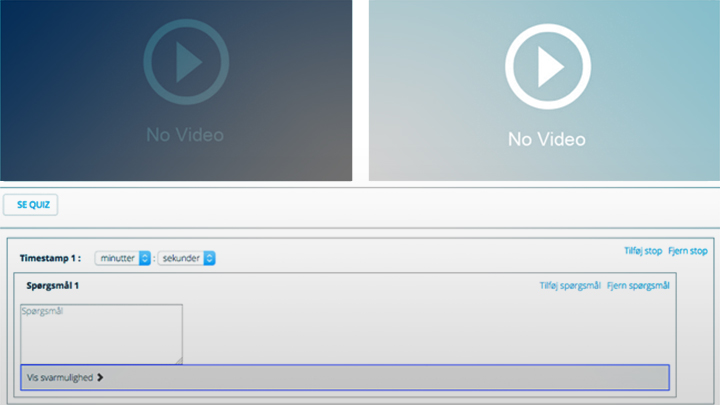 No Video
No Video
SE QUIZ
Tilføj stop Fjern stop
Timestamp 1 : minutter : sekunder
Spørgsmål 1 Tilføj spørgsmål Fjern spørgsmål
Spørgsmål
Vis svarmulighed